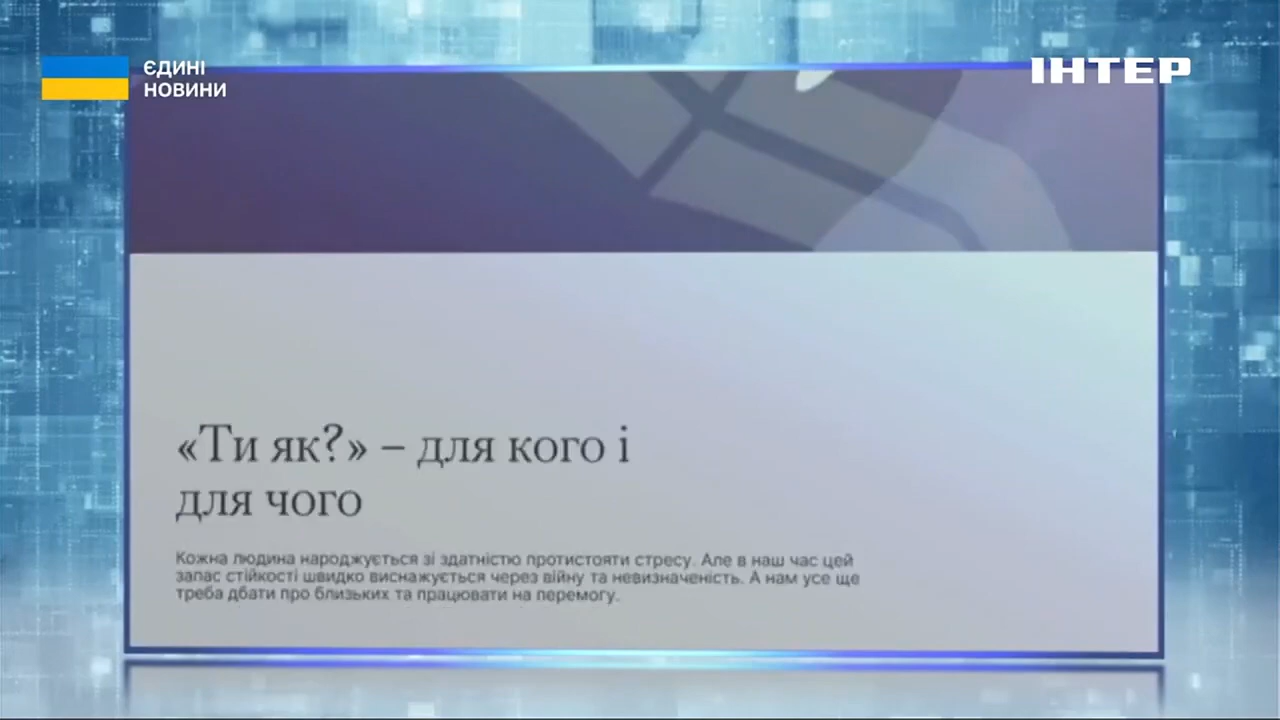 ЄДИНІ
НОВИНИ
ІНТЕР
«Ти як?» – для кого і
для чого
Кожна людина народжується зі здатністю протистояти стресу. Але в наш час цей
запас стійкості швидко виснажується через війну та невизначеність. А нам усе ще
треба дбати про близьких та працювати на перемогу.